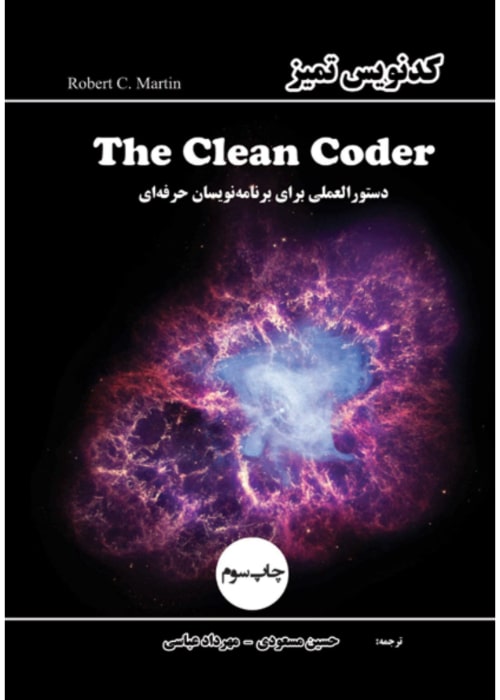 کدنویس تمیز
Robert C. Martin
The Clean Coder
دستورالعملی برای برنامه‌نویسان حرفه‌ای
چاپ سوم
ترجمه: حسین مسعودی - مهرداد عباسی